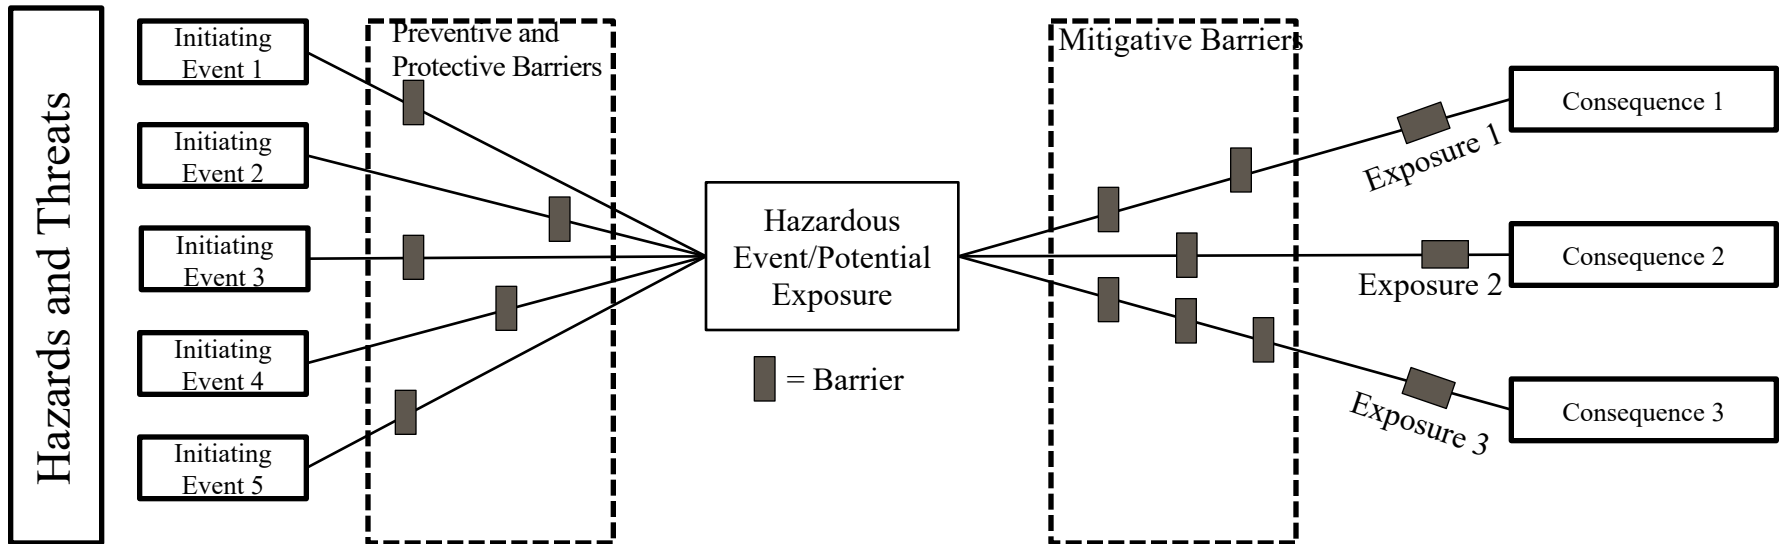 Hazards and Threats
Initiating
Event 1
Initiating
Event 2
Initiating
Event 3
Initiating
Event 4
Initiating
Event 5
Preventive and
Protective Barriers
Hazardous
Event/Potential
Exposure
= Barrier
Mitigative Barriers
Exposure 1
Exposure 2
Exposure 3
Consequence 1
Consequence 2
Consequence 3